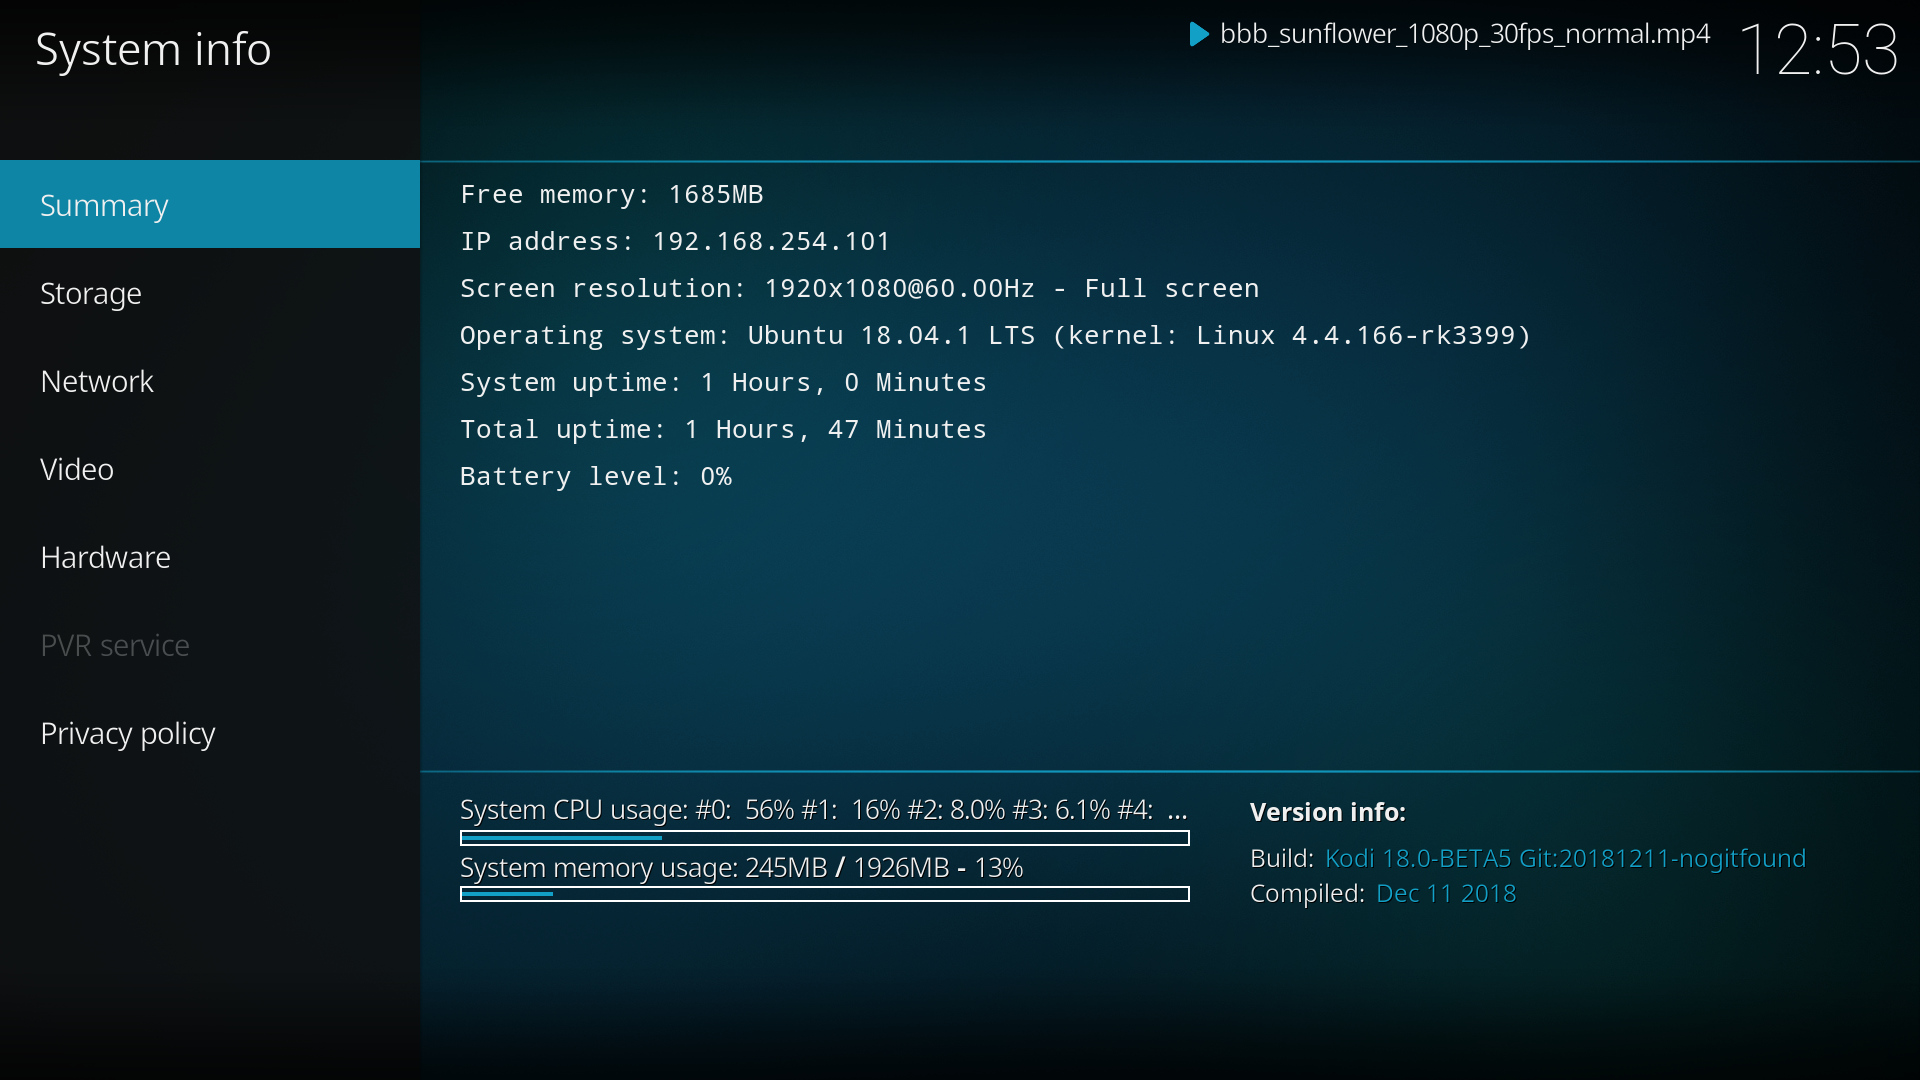 System info
bbb_sunflower_1080p_30fps_normal.mp4
12:53
Summary
Storage
Network
Video
Hardware
PVR service
Privacy policy
Free memory: 1685MB
IP address: 192.168.254.101
Screen resolution: 1920x1080@60.00Hz - Full screen
Operating system: Ubuntu 18.04.1 LTS (kernel: Linux 4.4.166-rk3399)
System uptime: 1 Hours, 0 Minutes
Total uptime: 1 Hours, 47 Minutes
Battery level: 0%
System CPU usage: #0: 56% #1: 16% #2: 8.0% #3: 6.1% #4: ...
System memory usage: 245MB / 1926MB - 13%
Version info:
Build: Kodi 18.0-BETA5 Git:20181211-nogitfound
Compiled: Dec 11 2018